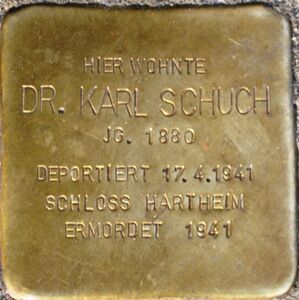 HIER WOHNTE
DR. KARL SCHUCH
JG. 1880
DEPORTIERT 17.4.1941
SCHLOSS HARTHEIM
ERMORDET 1941